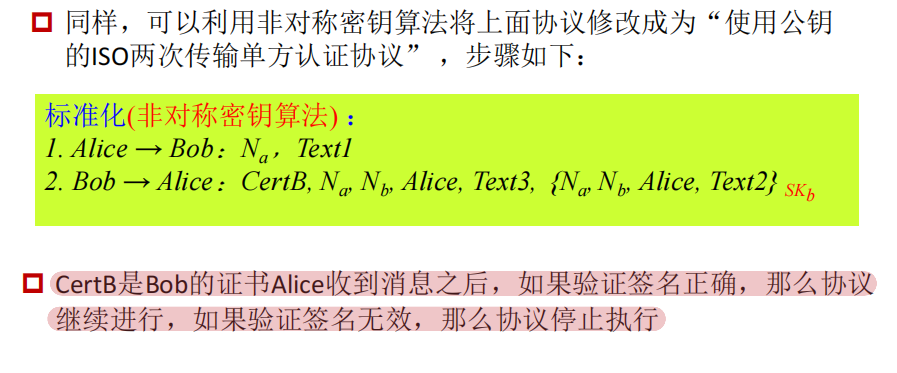 同样，可以利用非对称密钥算法将上面协议修改成为“使用公钥
的ISO两次传输单方认证协议”，步骤如下：
标准化(非对称密钥算法)：
1. Alice → Bob：Na，Text1
2. Bob → Alice：CertB, Na, Nb, Alice, Text3, {Na, Nb, Alice, Text2} SKb
CertB是Bob的证书Alice收到消息之后，如果验证签名正确，那么协议
继续进行，如果验证签名无效，那么协议停止执行